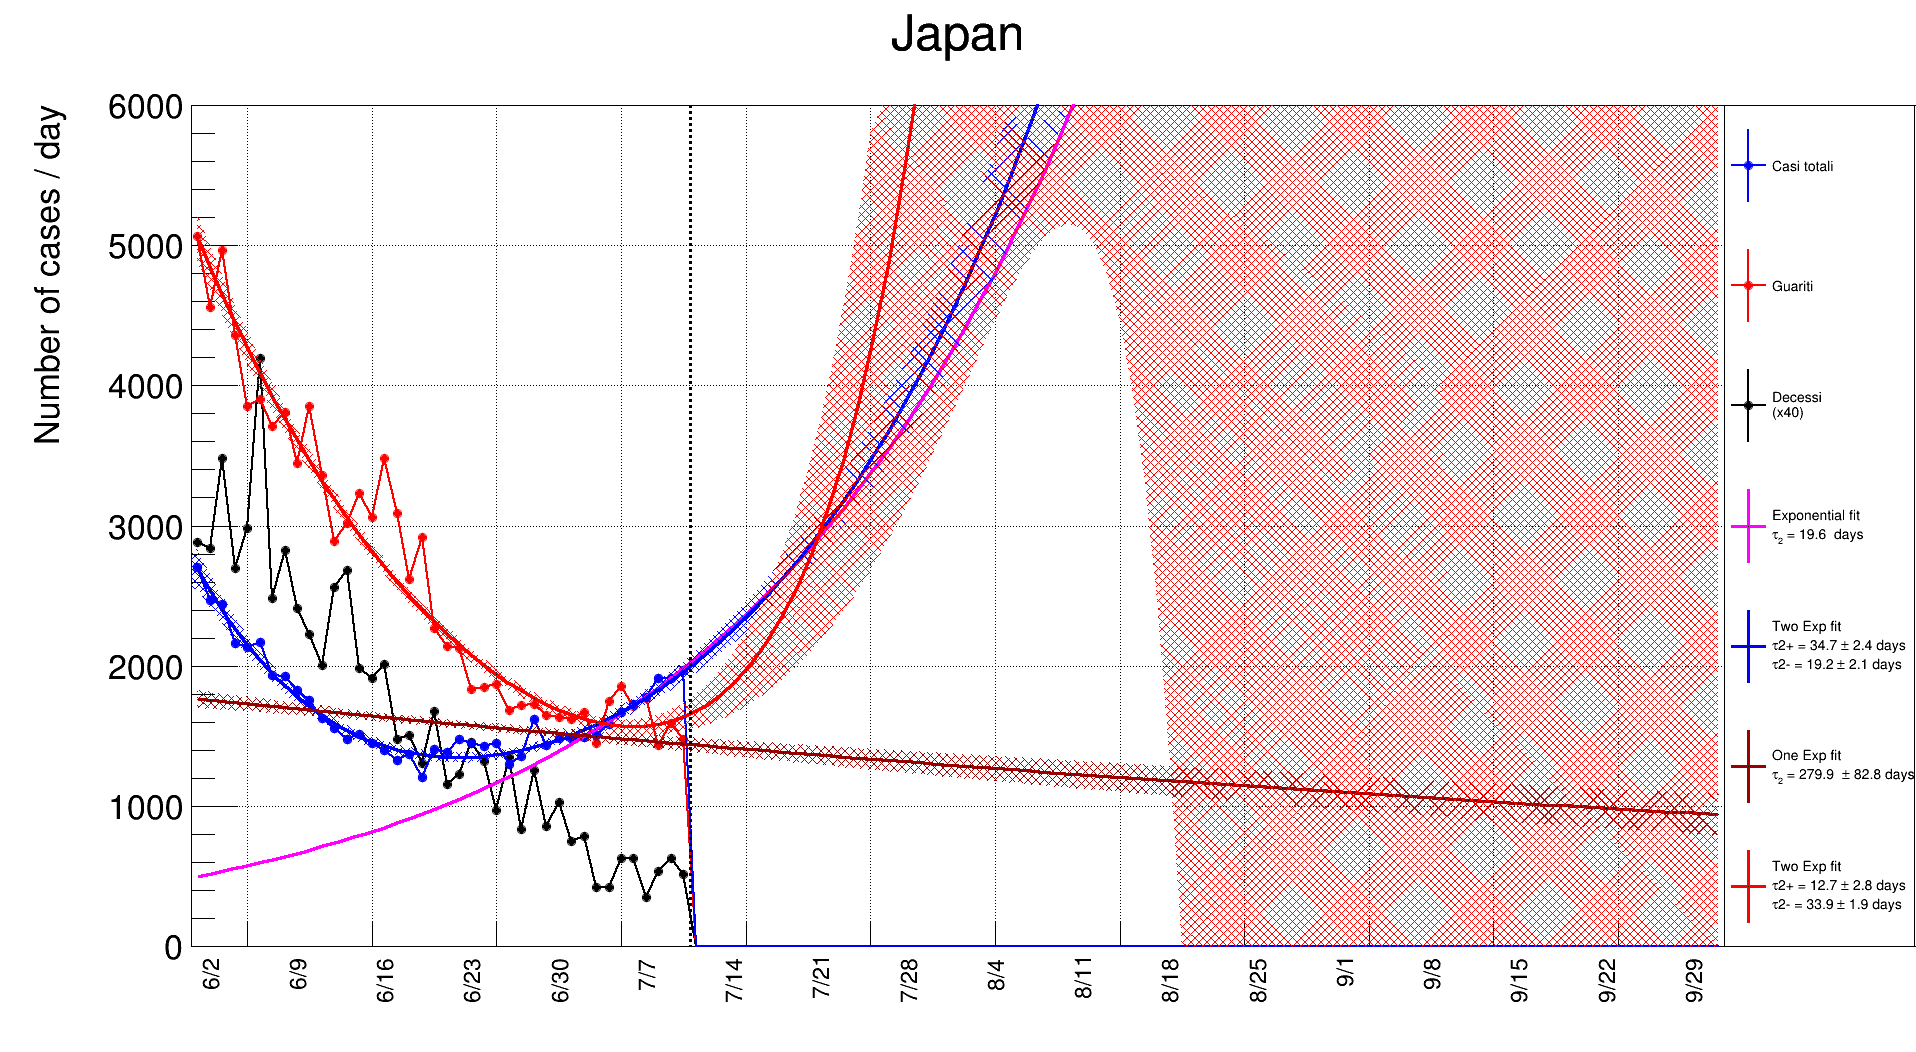 Japan
Number of cases / day
6000
5000
4000
3000
2000
1000
0
6/2
6/9
6/16
6/23
6/30
7/7
7/14
7/21
7/28
8/4
8/11
8/18
8/25
9/1
9/8
9/15
9/22
9/29
Casi totali
Guariti
Decessi
(x40)
Exponential fit
τ2 = 19.6 days
Two Exp fit
τ2+ = 34.7 ± 2.4 days
τ2- = 19.2 ± 2.1 days
One Exp fit
τ2 = 279.9 ± 82.8 days
Two Exp fit
τ2+ = 12.7 ± 2.8 days
τ2- = 33.9 ± 1.9 days